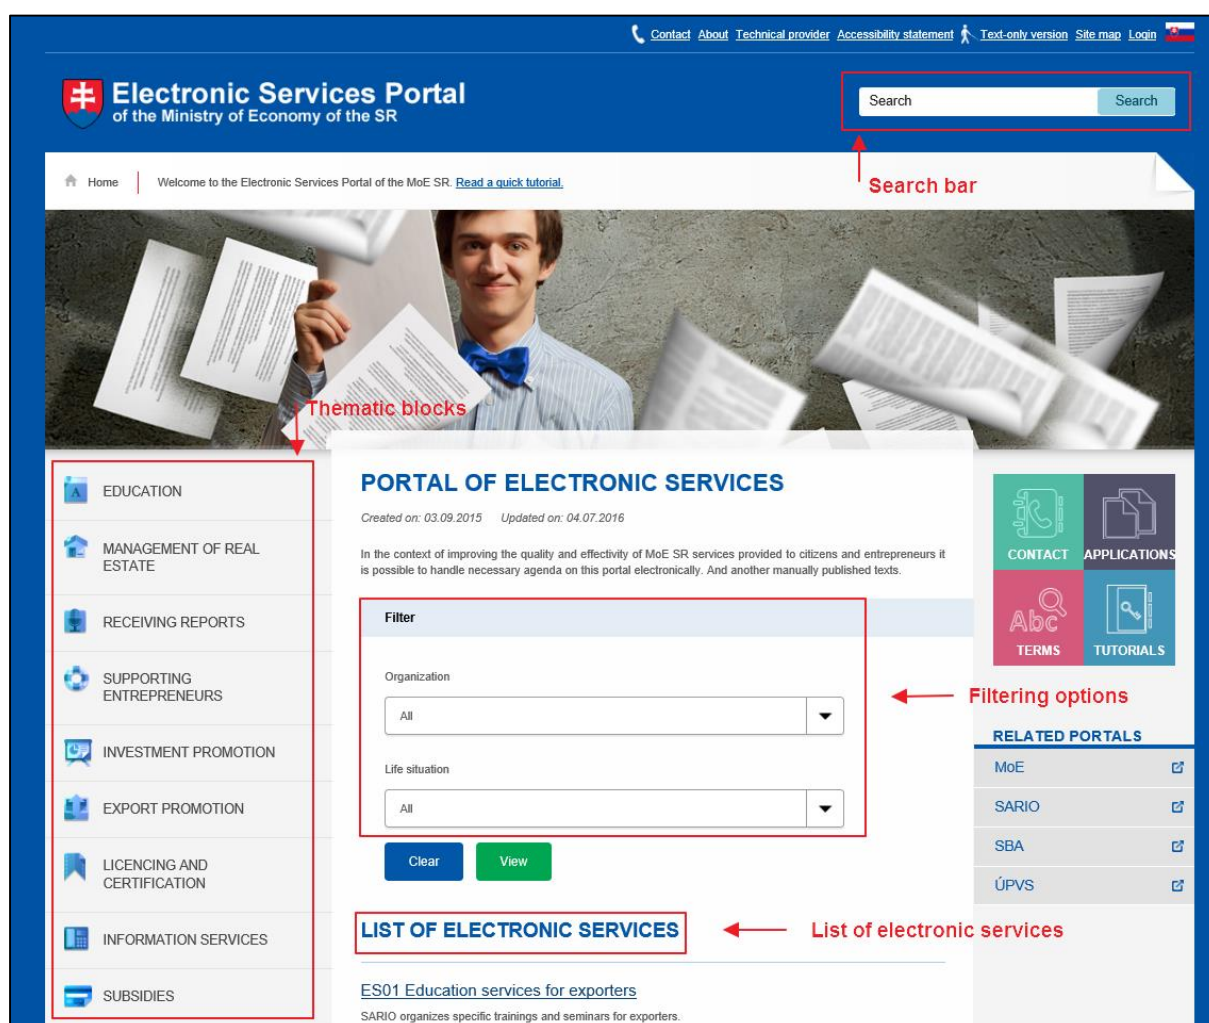 Contact About Technical provider Accessibility statement Text-only version Site map Login
Electronic Services Portal
of the Ministry of Economy of the SR
Search Search
Search bar
Home Welcome to the Electronic Services Portal of the MoE SR. Read a quick tutorial.
Thematic blocks
EDUCATION
MANAGEMENT OF REAL
ESTATE
RECEIVING REPORTS
SUPPORTING
ENTREPRENEURS
INVESTMENT PROMOTION
EXPORT PROMOTION
LICENCING AND
CERTIFICATION
INFORMATION SERVICES
SUBSIDIES
PORTAL OF ELECTRONIC SERVICES
Created on: 03.09.2015 Updated on: 04.07.2016
In the context of improving the quality and effectivity of MoE SR services provided to citizens and entrepreneurs it
is possible to handle necessary agenda on this portal electronically. And another manually published texts.
Filter
Organization
All
Life situation
All
Filtering options
Clear View
LIST OF ELECTRONIC SERVICES
List of electronic services
ES01 Education services for exporters
SARIO organizes specific trainings and seminars for exporters.
CONTACT APPLICATIONS
Abc
TERMS TUTORIALS
RELATED PORTALS
MoE
SARIO
SBA
ÚPVS